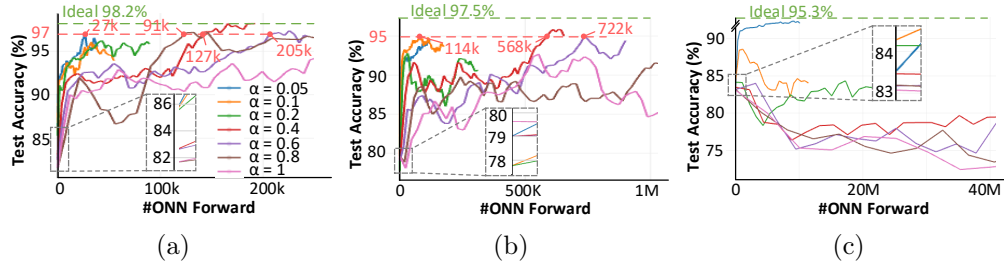 Ideal 98.2%
27k
91k
97
127k
205k
95
90
85
Test Accuracy (%)
86
84
82
α = 0.05
α = 0.1
α = 0.2
α = 0.4
α = 0.6
α = 0.8
α = 1
0
100k
200k
#ONN Forward
(a)
Ideal 97.5%
95
114k
568k
722k
90
85
80
Test Accuracy (%)
80
79
78
0
500K
1M
#ONN Forward
(b)
Ideal 95.3%
90
85
80
75
Test Accuracy (%)
84
83
0
20M
40M
#ONN Forward
(c)